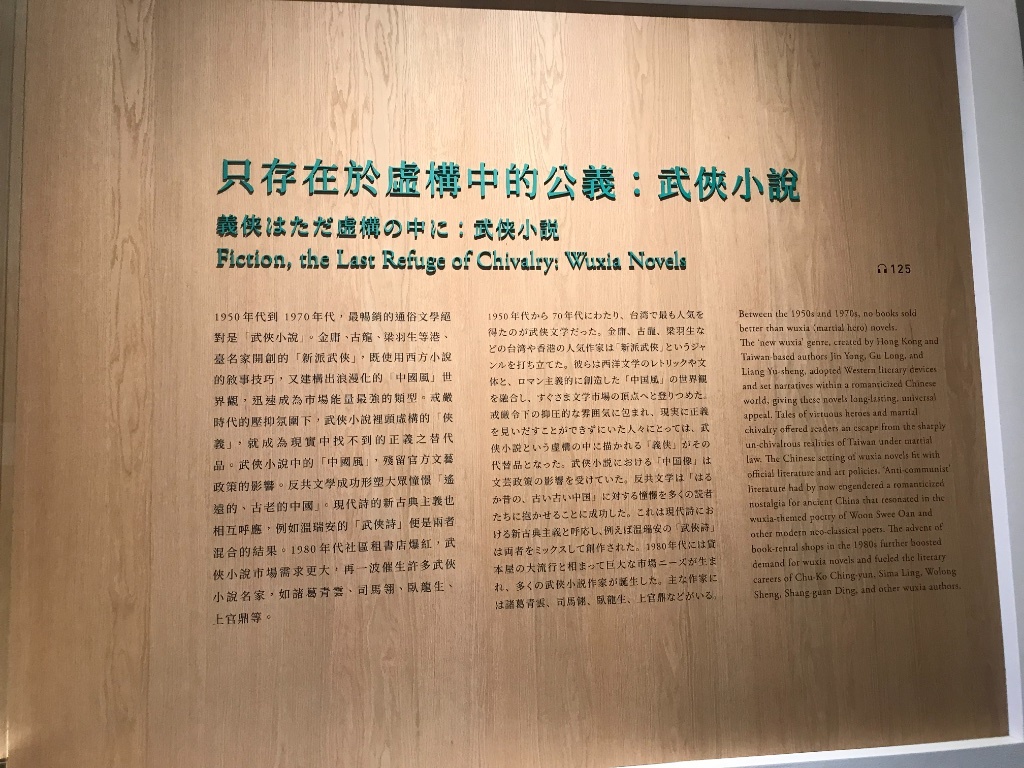 只存在於虛構中的公義：武俠小說
義侠はただ虚構の中に：武侠小説
Fiction, the Last Refuge of Chivalry: Wuxia Novels
125
1950年代到1970年代，最暢銷的通俗文學絕
對是「武俠小說」。金庸、古龍、梁羽生等港、
臺名家開創的「新派武俠」，既使用西方小說
的敘事技巧，又建構出浪漫化的「中國風」世
界觀，迅速成為市場能量最強的類型。戒嚴
時代的壓抑氛圍下，武俠小說裡頭虛構的「俠
義」，就成為現實中找不到的正義之替代
品。武俠小說中的「中國風」，殘留官方文藝
政策的影響。反共文學成功形塑大眾憧憬「遙
遠的、古老的中國」。現代詩的新古典主義也
相互呼應，例如溫瑞安的「武俠詩」便是兩者
混合的結果。1980年代社區租書店爆紅，武
俠小說市場需求更大，再一波催生許多武俠
小說名家，如諸葛青雲、司馬翎、臥龍生、
上官鼎等。
1950年代から70年代にわたり、台湾で最も人気を
得たのが武侠文学だった。金庸、古龍、梁羽生な
どの台湾や香港の人気作家は「新派武侠」というジャ
ンルを打ち立てた。彼らは西洋文学のレトリックや文
体と、ロマン主義的に創造した「中国風」の世界観
を融合し、すぐさま文学市場の頂点へと登りつめた。
戒厳令下の抑圧的な雰囲気に包まれ、現実に正義
を見いだすことができずにいた人々にとっては、武
侠小説という虚構の中に描かれる「義侠」がその
代替品となった。武侠小説における「中国像」は
文芸政策の影響を受けていた。反共文学は「はる
か昔の、古い古い中国」に対する憧憬を多くの読者
たちに抱かせることに成功した。これは現代詩にお
ける新古典主義と呼応し、例えば温瑞安の「武侠詩」
は両者をミックスして創作された。1980年代には貸
本屋の大流行と相まって巨大な市場ニーズが生ま
れ、多くの武侠小説作家が誕生した。主な作家に
は諸葛青雲、司馬翎、臥龍生、上官鼎などがいる。
Between the 1950s and 1970s, no books sold
better than wuxia (martial hero) novels.
The 'new wuxia' genre, created by Hong Kong and
Taiwan-based authors Jin Yong, Gu Long, and
Liang Yu-sheng, adopted Western literary devices
and set narratives within a romanticized Chinese
world, giving these novels long-lasting, universal
appeal. Tales of virtuous heroes and martial
chivalry offered readers an escape from the sharply
un-chivalrous realities of Taiwan under martial
law. The Chinese setting of wuxia novels fit with
official literature and art policies. 'Anti-communist'
literature had by now engendered a romanticized
nostalgia for ancient China that resonated in the
wuxia-themed poetry of Woon Swee Oan and
other modern neo-classical poets. The advent of
book-rental shops in the 1980s further boosted
demand for wuxia novels and fueled the literary
careers of Chu-Ko Ching-yun, Sima Ling, Wolong
Sheng, Shang-guan Ding, and other wuxia authors.